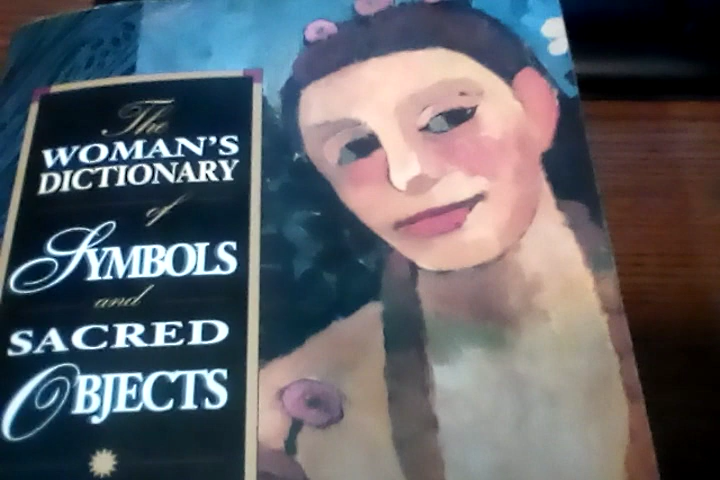 The
WOMAN'S
DICTIONARY
of
SYMBOLS
and
SACRED
OBJECTS